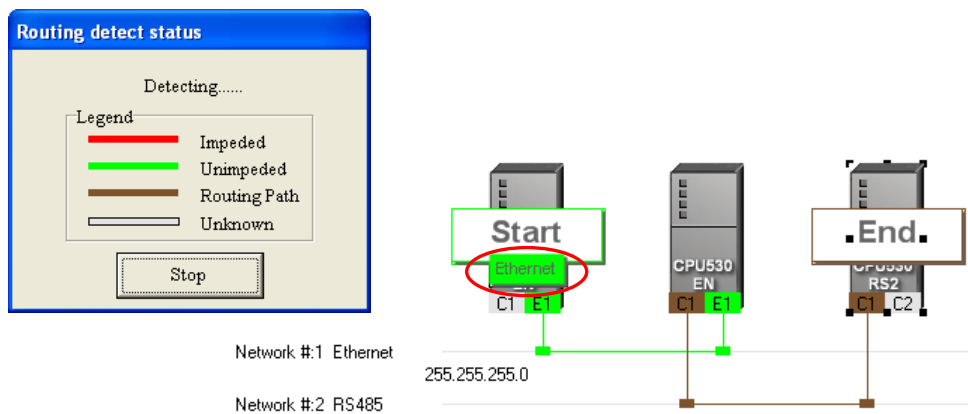 Routing detect status
Detecting......
Legend
Impeded
Unimpeded
Routing Path
Unknown
Stop
Start
Ethernet
C1 E1
CPU530
EN
C1 E1
End
CPU530
RS2
C1 C2
Network #:1 Ethernet
255.255.255.0
Network #:2 RS485